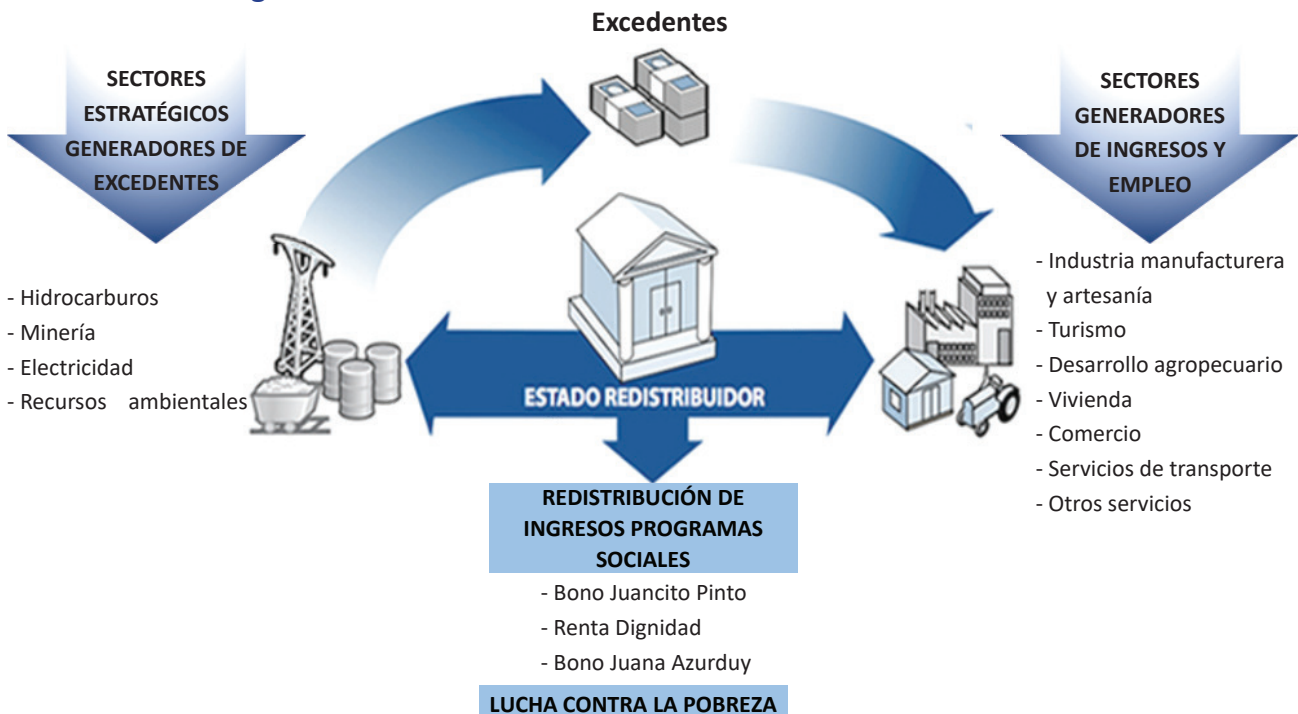 Excedentes
SECTORES
ESTRATÉGICOS
GENERADORES DE
EXCEDENTES
- Hidrocarburos
- Minería
- Electricidad
- Recursos ambientales
SECTORES
GENERADORES
DE INGRESOS Y
EMPLEO
- Industria manufacturera
y artesanía
- Turismo
- Desarrollo agropecuario
- Vivienda
- Comercio
- Servicios de transporte
- Otros servicios
ESTADO REDISTRIBUIDOR
REDISTRIBUCIÓN DE
INGRESOS PROGRAMAS
SOCIALES
- Bono Juancito Pinto
- Renta Dignidad
- Bono Juana Azurduy
LUCHA CONTRA LA POBREZA